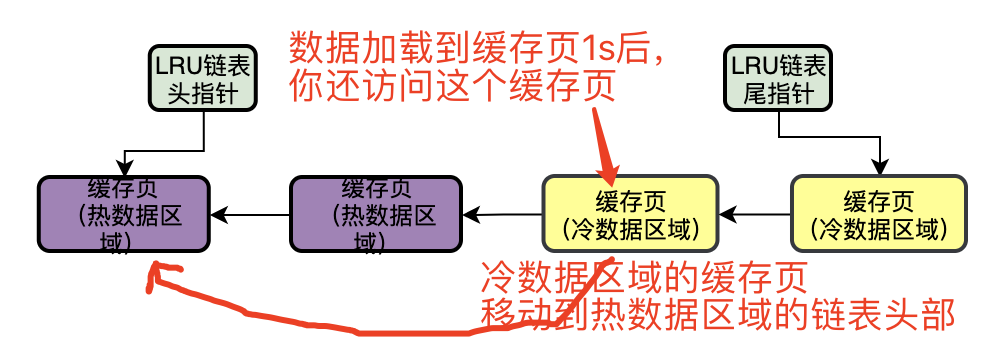 数据加载到缓存页1s后，
你还访问这个缓存页
LRU链表
头指针
LRU链表
尾指针
缓存页
（热数据区
域）
缓存页
（热数据区
域）
缓存页
（冷数据区域）
缓存页
（冷数据区域）
冷数据区域的缓存页
移动到热数据区域的链表头部